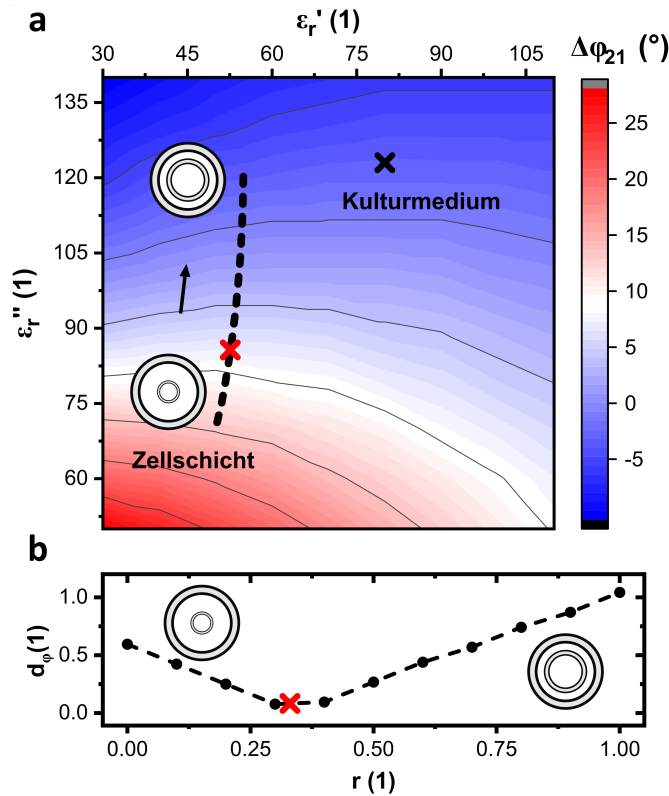 a
εr' (1)
Δφ21 (°)
30 45 60 75 90 105
135
120
105
90
75
60
εr'' (1)
Kulturmedium
Zellschicht
25
20
15
10
5
0
-5
b
1.0
0.5
0.0
dφ(1)
0.00 0.25 0.50 0.75 1.00
r (1)